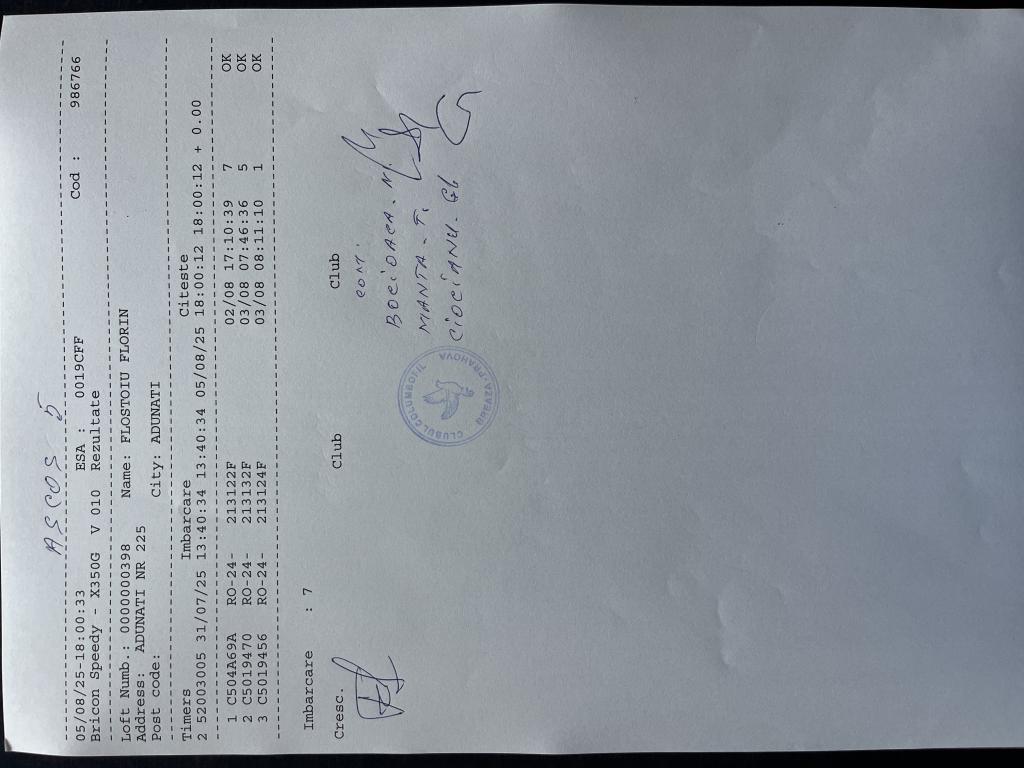 ASCOS 5
05/08/25-18:00:33 ESA : 0019CFF Cod : 986766
Bricon Speedy - X350G V 010 Rezultate
Loft Numb.: 0000000398 Name: FLOSTOIU FLORIN
Address: ADUNATI NR 225
Post code: City: ADUNATI
Timers Imbarcare Citeste
2 52003005 31/07/25 13:40:34 13:40:34 05/08/25 18:00:12 18:00:12 + 0.00
1 C504A69A RO-24- 213122F 02/08 17:10:39 7 OK
2 C5019470 RO-24- 213132F 03/08 07:46:36 5 OK
3 C5019456 RO-24- 213124F 03/08 08:11:10 1 OK
Imbarcare : 7
Cresc. Club Club
BOCIOACA. N.
MANTA - T.
CIOCIANU. Gh
CLUBUL COLUMBOFIL
BREAZA PRAHOVA